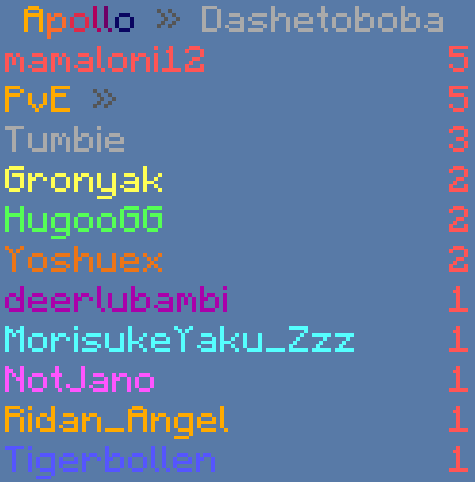 Apollo » Dashetoboba
mamaloni12 5
PvE » 5
Tumbie 3
Gronyak 2
HugooGG 2
Yoshuex 2
deerlubambi 1
MorisukeYaku_Zzz 1
NotJano 1
Ridan_Angel 1
Tigerbollen 1